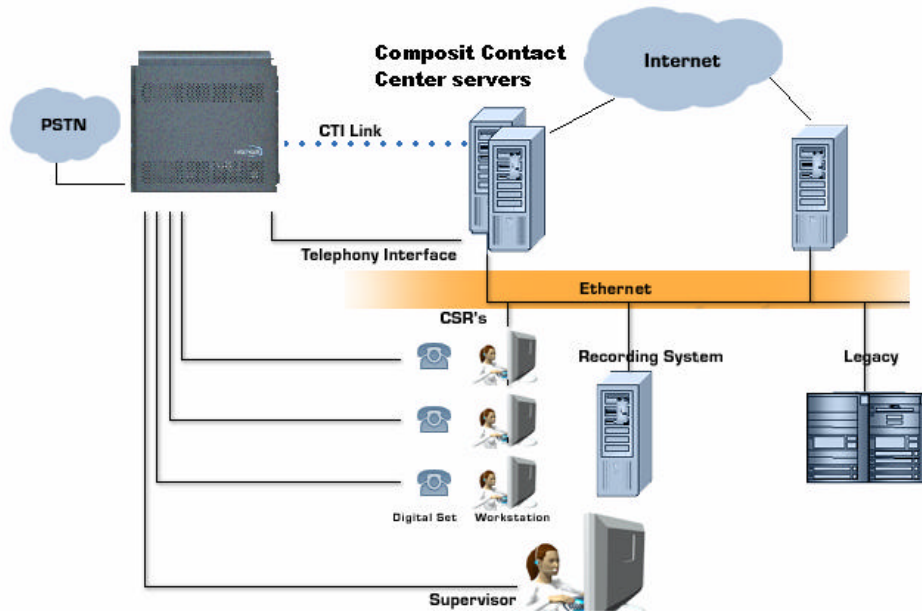 Composit Contact
Center servers
Internet
PSTN
CTI Link
Telephony Interface
Ethernet
CSR's
Recording System
Legacy
Digital Set
Workstation
Supervisor